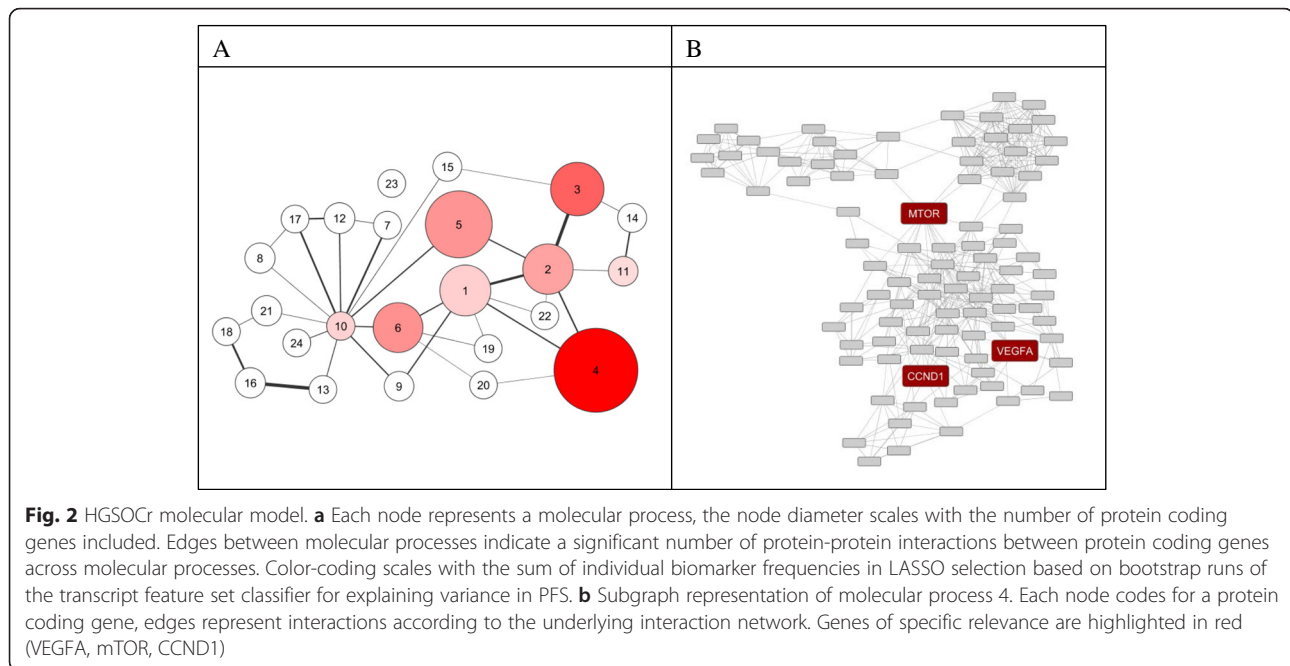 A
B
15
23
3
17
12
7
5
14
8
2
11
1
21
22
18
10
6
24
19
4
16
13
9
20
MTOR
VEGFA
CCND1
Fig. 2 HGSOCr molecular model. a Each node represents a molecular process, the node diameter scales with the number of protein coding
genes included. Edges between molecular processes indicate a significant number of protein-protein interactions between protein coding genes
across molecular processes. Color-coding scales with the sum of individual biomarker frequencies in LASSO selection based on bootstrap runs of
the transcript feature set classifier for explaining variance in PFS. b Subgraph representation of molecular process 4. Each node codes for a protein
coding gene, edges represent interactions according to the underlying interaction network. Genes of specific relevance are highlighted in red
(VEGFA, mTOR, CCND1)